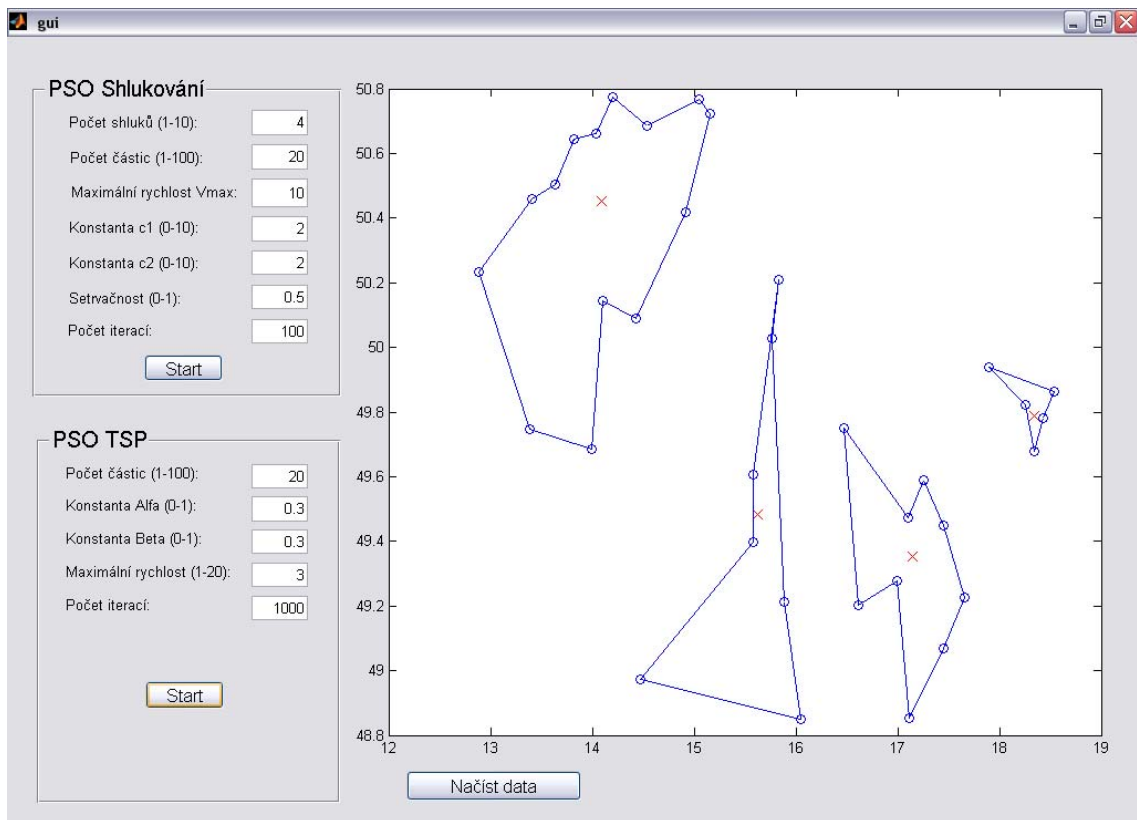 gui
PSO Shlukování
Počet shluků (1-10): 4
Počet částic (1-100): 20
Maximální rychlost Vmax: 10
Konstanta c1 (0-10): 2
Konstanta c2 (0-10): 2
Setrvačnost (0-1): 0.5
Počet iterací: 100
Start
PSO TSP
Počet částic (1-100): 20
Konstanta Alfa (0-1): 0.3
Konstanta Beta (0-1): 0.3
Maximální rychlost (1-20): 3
Počet iterací: 1000
Start
50.8
50.6
50.4
50.2
50
49.8
49.6
49.4
49.2
49
48.8
12 13 14 15 16 17 18 19
Načíst data